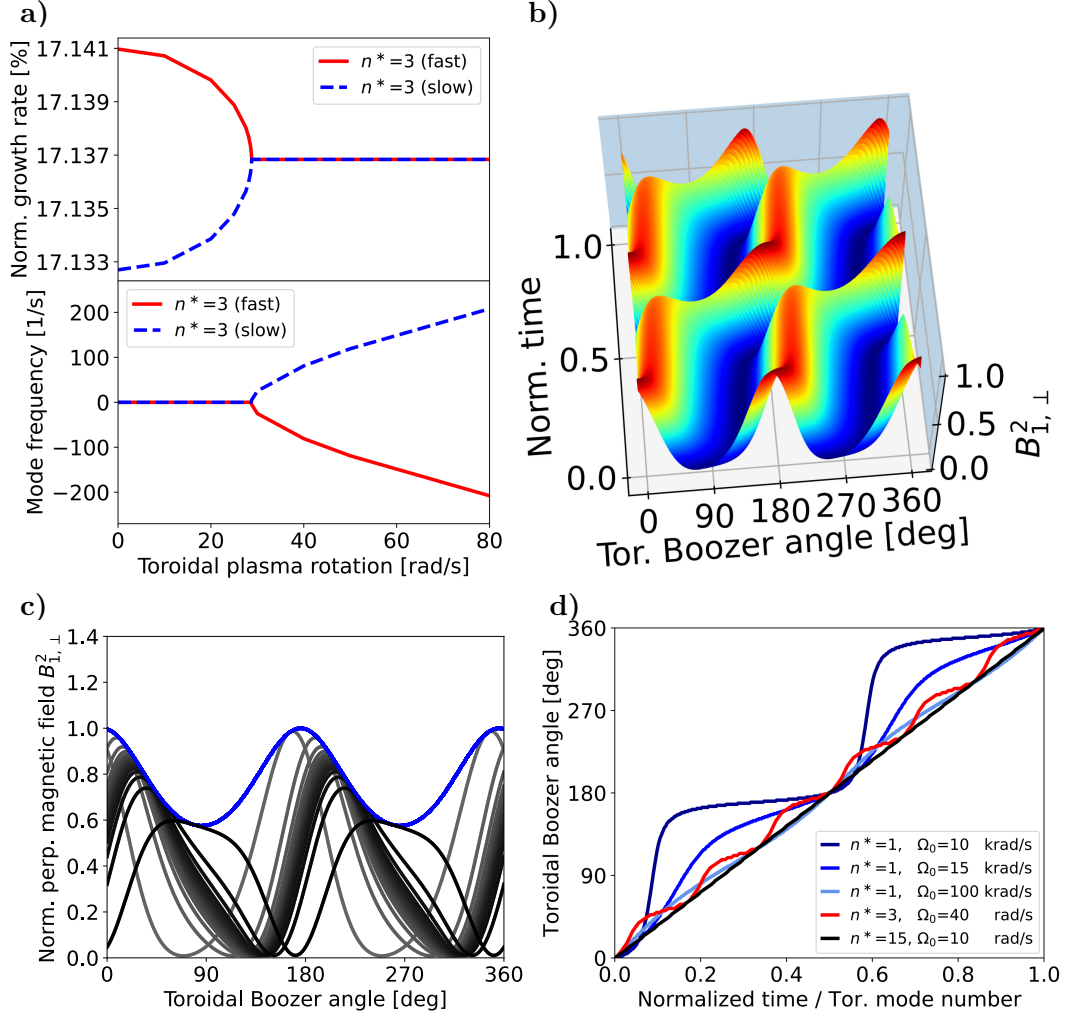 a)
17.141
17.139
17.137
17.135
17.133
Norm. growth rate [%]
n*=3 (fast)
n*=3 (slow)
200
100
0
−100
−200
Mode frequency [1/s]
n*=3 (fast)
n*=3 (slow)
0 20 40 60 80
Toroidal plasma rotation [rad/s]
b)
1.0
0.5
0.0
Norm. time
1.0
0.5
0.0
B²₁,⊥
0 90 180 270 360
Tor. Boozer angle [deg]
c)
1.4
1.2
1.0
0.8
0.6
0.4
0.2
0.0
Norm. perp. magnetic field B²₁,⊥
0 90 180 270 360
Toroidal Boozer angle [deg]
d)
360
270
180
90
0
Toroidal Boozer angle [deg]
n*=1, Ω₀=10 krad/s
n*=1, Ω₀=15 krad/s
n*=1, Ω₀=100 krad/s
n*=3, Ω₀=40 rad/s
n*=15, Ω₀=10 rad/s
0.0 0.2 0.4 0.6 0.8 1.0
Normalized time / Tor. mode number